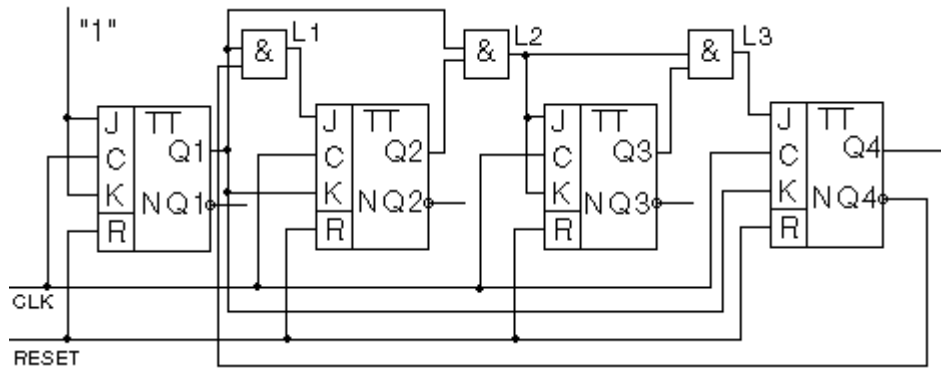 "1"
& L1
& L2
& L3
J TT
C Q1
K NQ1
R
J TT
C Q2
K NQ2
R
J TT
C Q3
K NQ3
R
J TT
C Q4
K NQ4
R
CLK
RESET